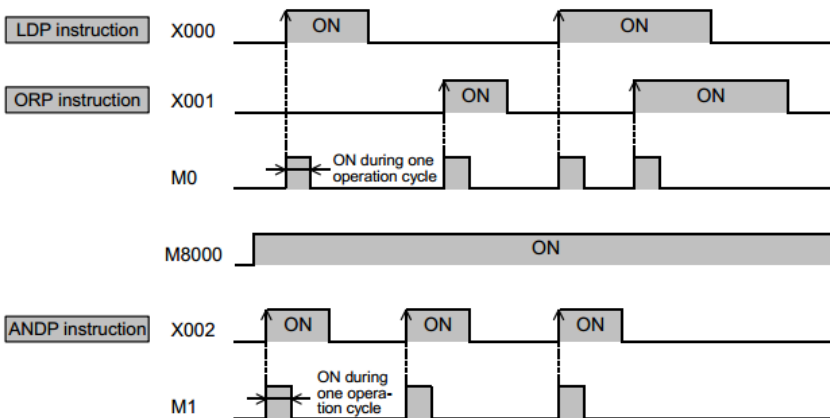 LDP instruction X000 ON ON
ORP instruction X001 ON ON
M0 ON during one
operation cycle
M8000 ON
ANDP instruction X002 ON ON ON
M1 ON during
one opera-
tion cycle